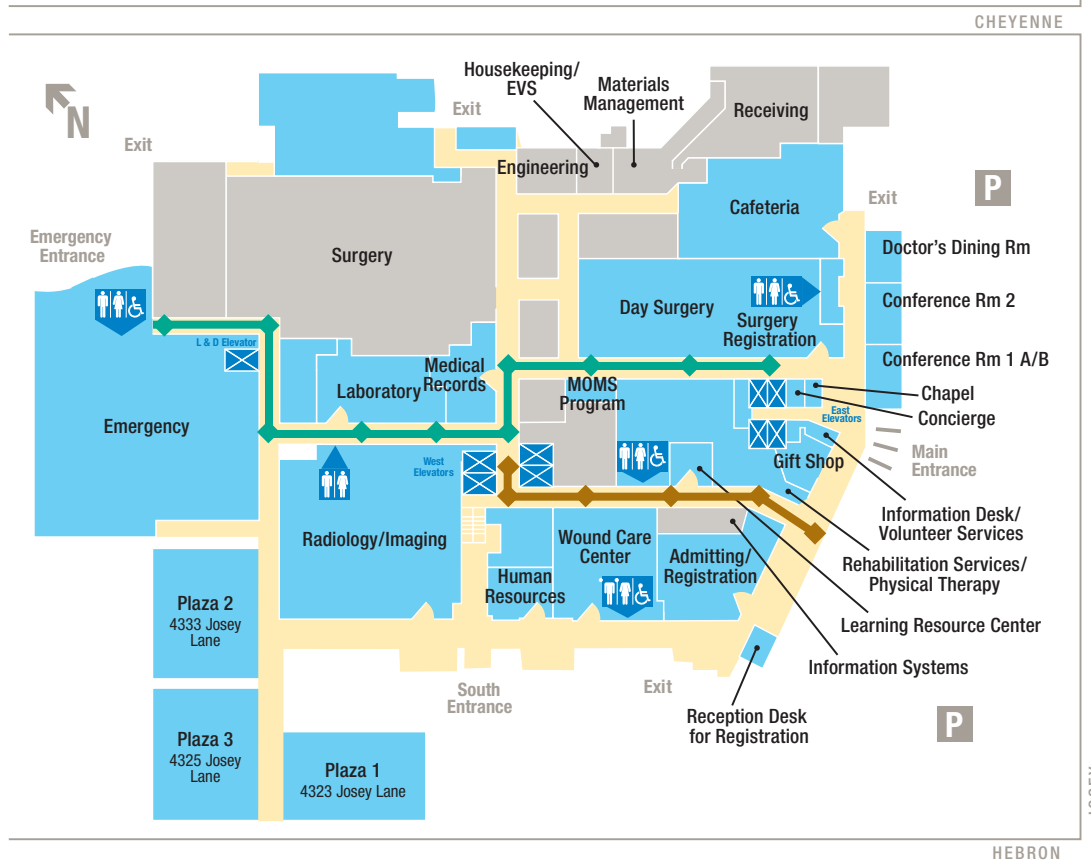 CHEYENNE
N
Exit
Exit
Housekeeping/
EVS
Materials
Management
Receiving
Engineering
P
Cafeteria
Exit
Emergency
Entrance
Surgery
Doctor's Dining Rm
Day Surgery
Surgery
Registration
Conference Rm 2
L & D Elevator
Conference Rm 1 A/B
Laboratory
Medical
Records
MOMS
Program
Chapel
Concierge
East
Elevators
Emergency
West
Elevators
Gift Shop
Main
Entrance
Information Desk/
Volunteer Services
Radiology/Imaging
Wound Care
Center
Admitting/
Registration
Rehabilitation Services/
Physical Therapy
Human
Resources
Learning Resource Center
Information Systems
Plaza 2
4333 Josey
Lane
South
Entrance
Exit
Reception Desk
for Registration
P
Plaza 3
4325 Josey
Lane
Plaza 1
4323 Josey Lane
HEBRON